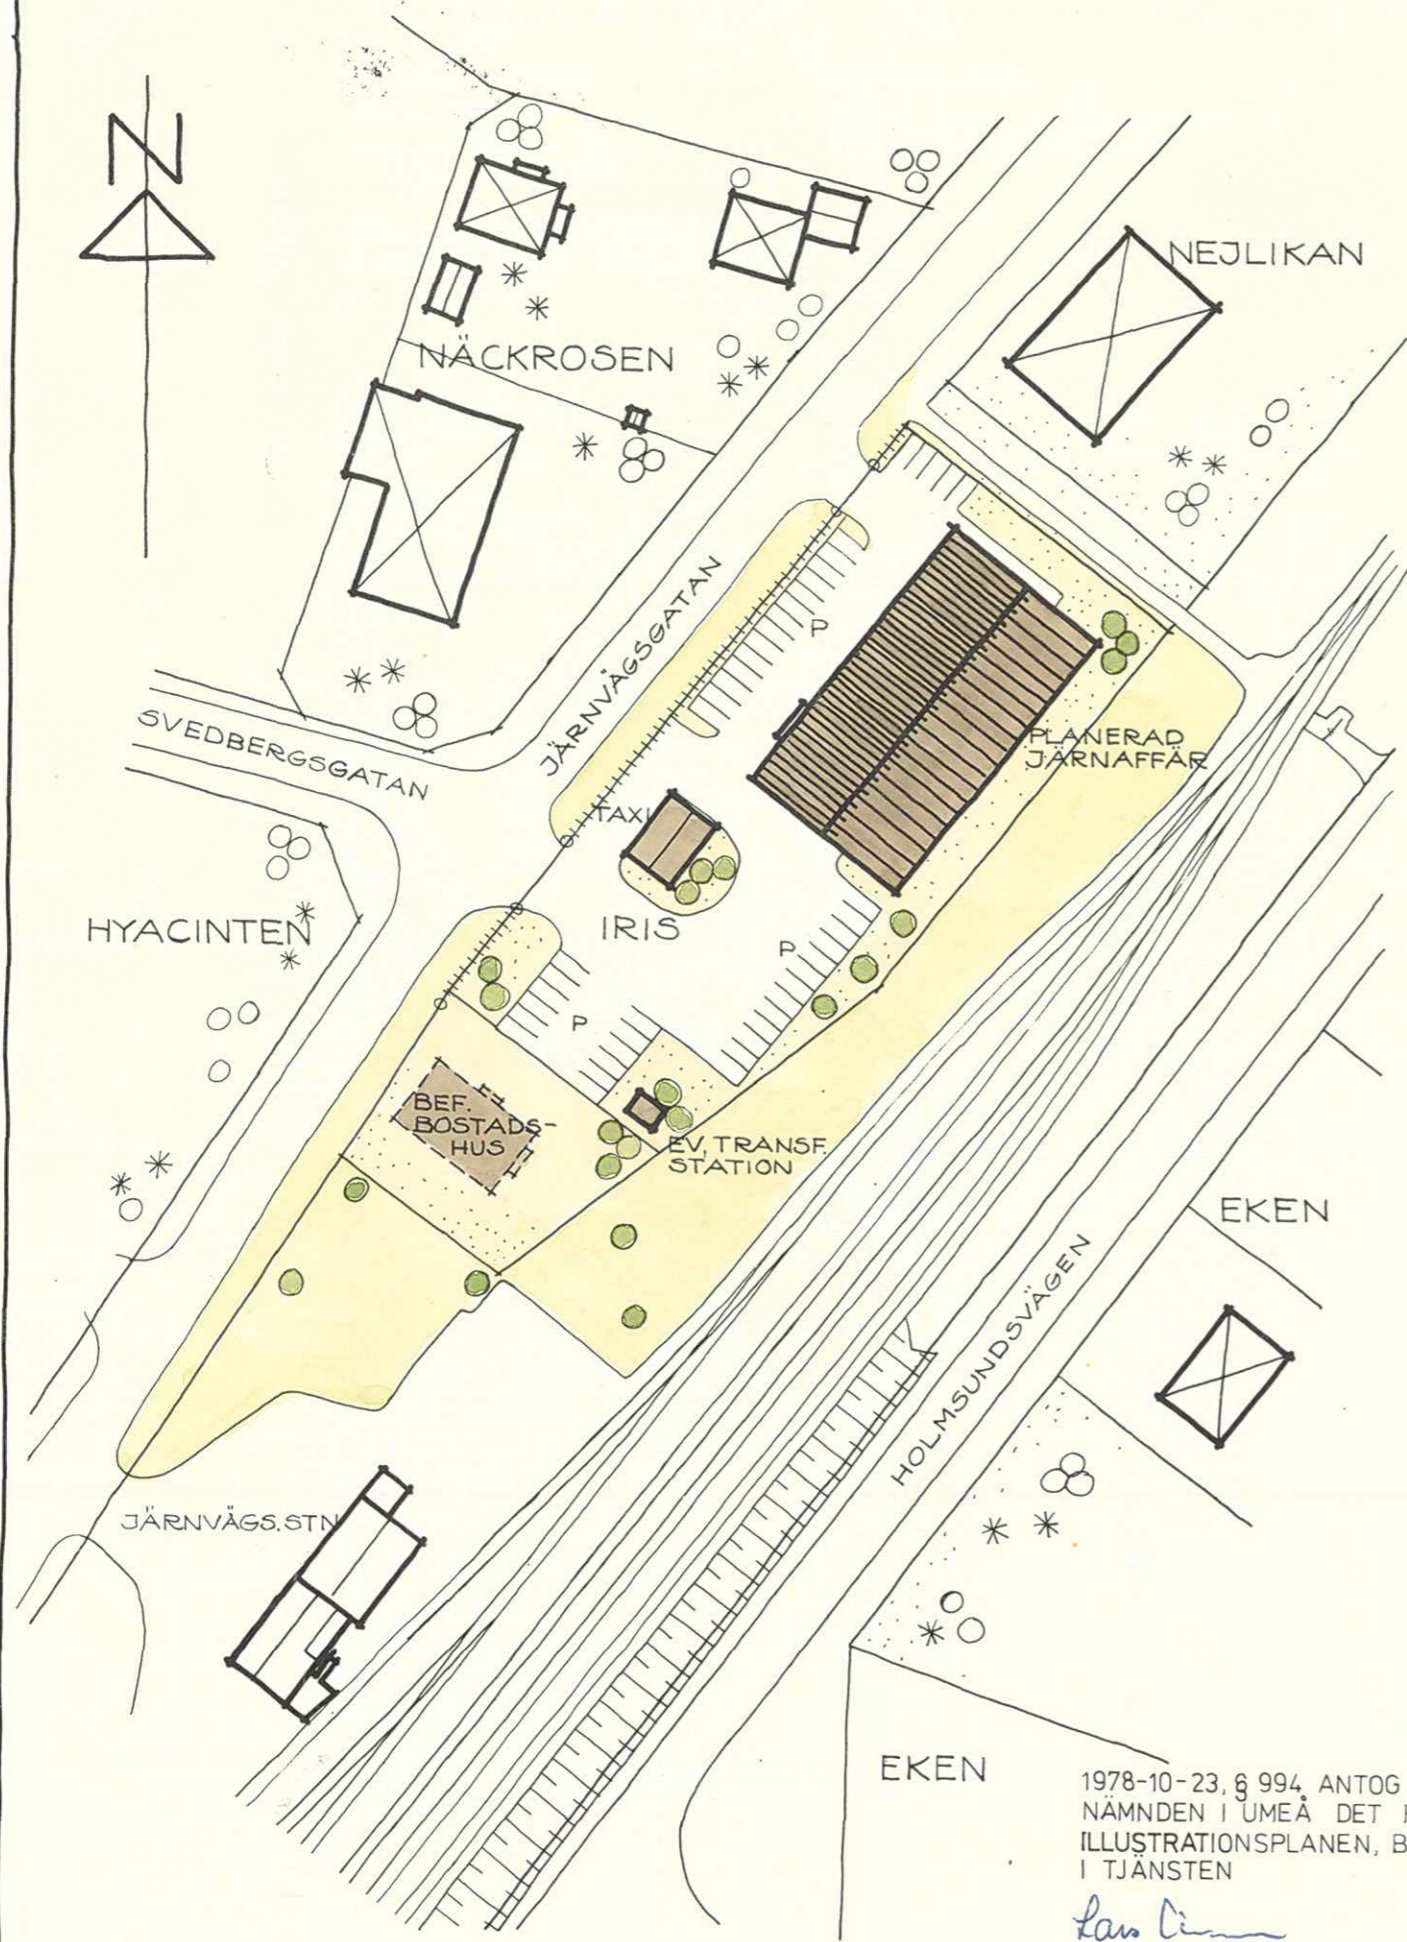 N
NEJLIKAN
NÄCKROSEN
JÄRNVÄGSGATAN
P
SVEDBERGSGATAN
PLANERAD
JÄRNAFFÄR
TAXI
HYACINTEN
IRIS
P
P
BEF.
BOSTADS-
HUS
EV, TRANSF.
STATION
EKEN
HOLMSUNDSVÄGEN
JÄRNVÄGS.STN
EKEN
1978-10-23, § 994, ANTOG
NÄMNDEN I UMEÅ DET
ILLUSTRATIONSPLANEN, B
I TJÄNSTEN
Lars